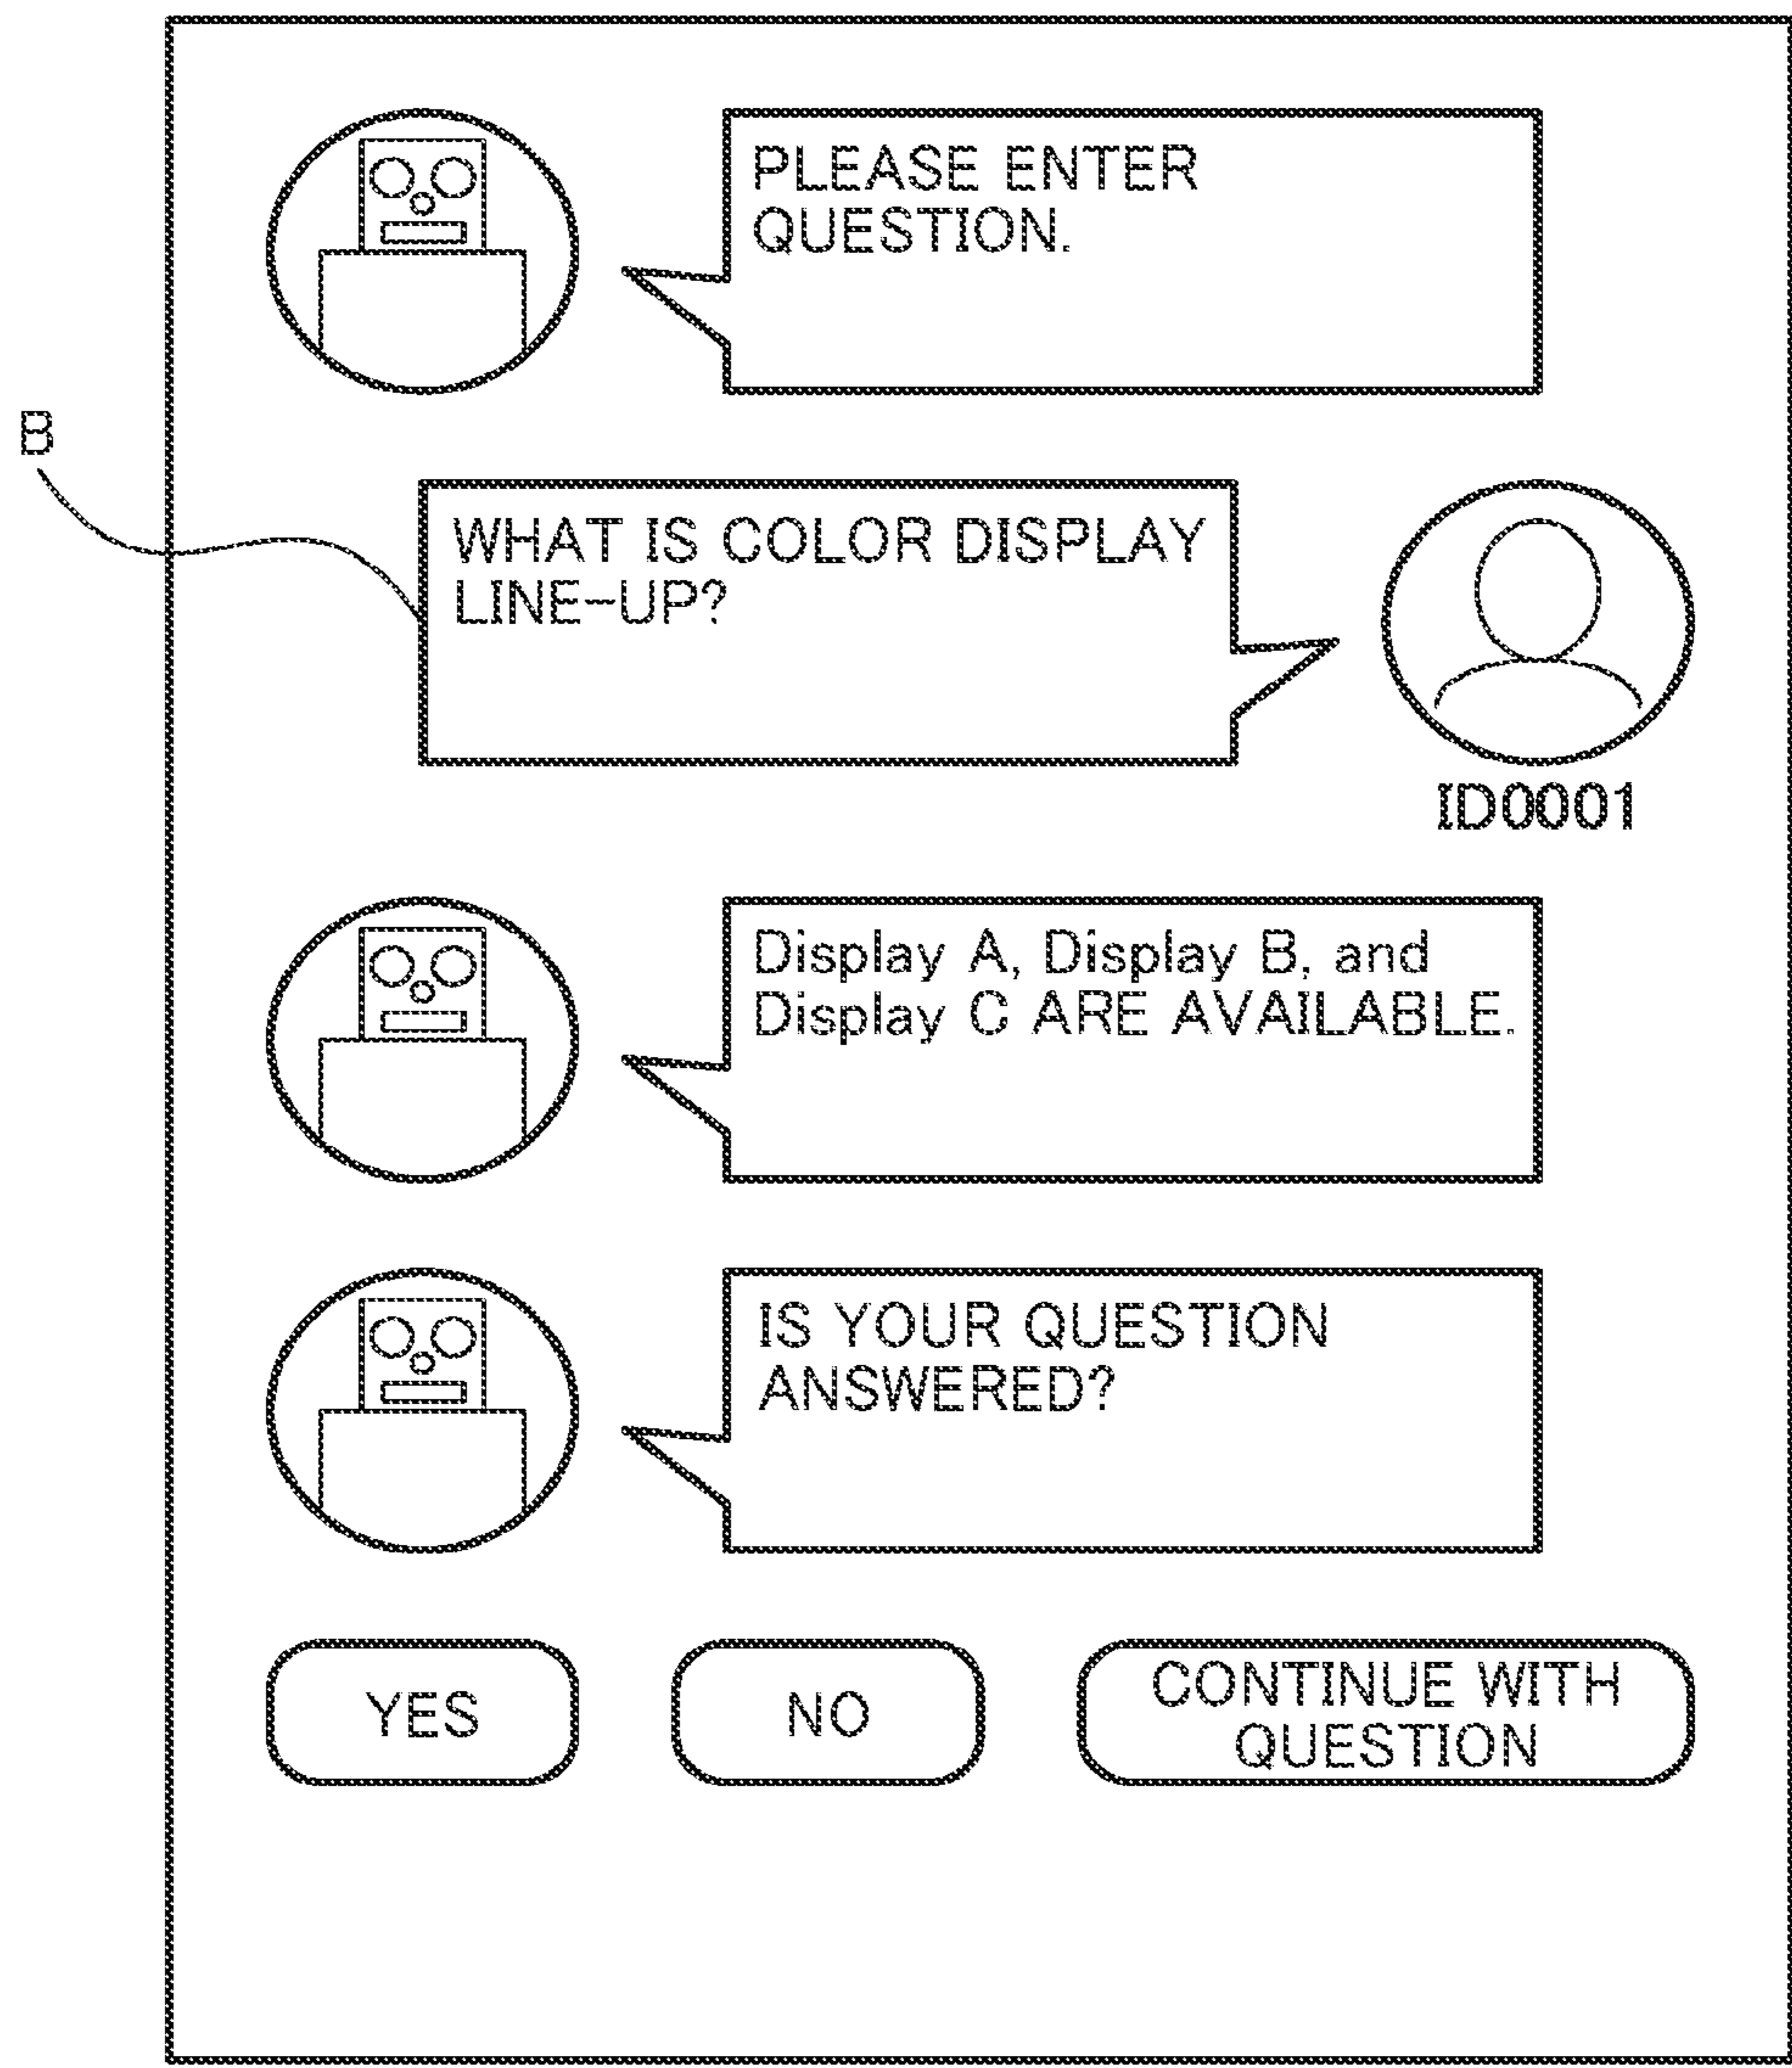 PLEASE ENTER
QUESTION.
B
WHAT IS COLOR DISPLAY
LINE-UP?
ID0001
Display A, Display B, and
Display C ARE AVAILABLE.
IS YOUR QUESTION
ANSWERED?
YES
NO
CONTINUE WITH
QUESTION